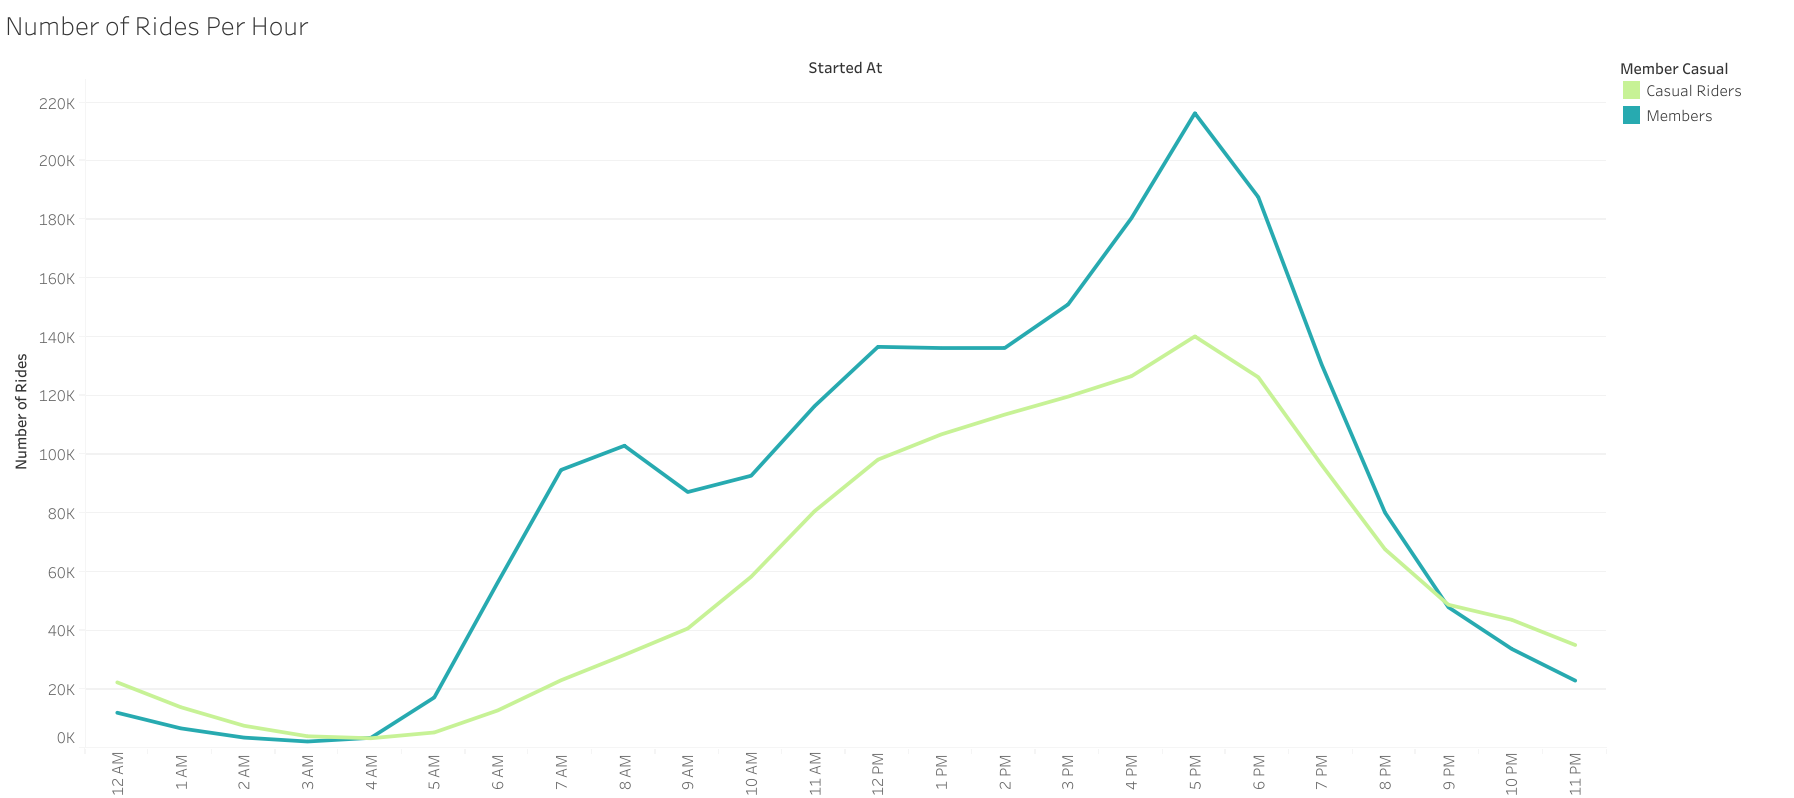 Number of Rides Per Hour
Started At
Member Casual
Casual Riders
Members
Number of Rides
220K
200K
180K
160K
140K
120K
100K
80K
60K
40K
20K
0K
12 AM
1 AM
2 AM
3 AM
4 AM
5 AM
6 AM
7 AM
8 AM
9 AM
10 AM
11 AM
12 PM
1 PM
2 PM
3 PM
4 PM
5 PM
6 PM
7 PM
8 PM
9 PM
10 PM
11 PM